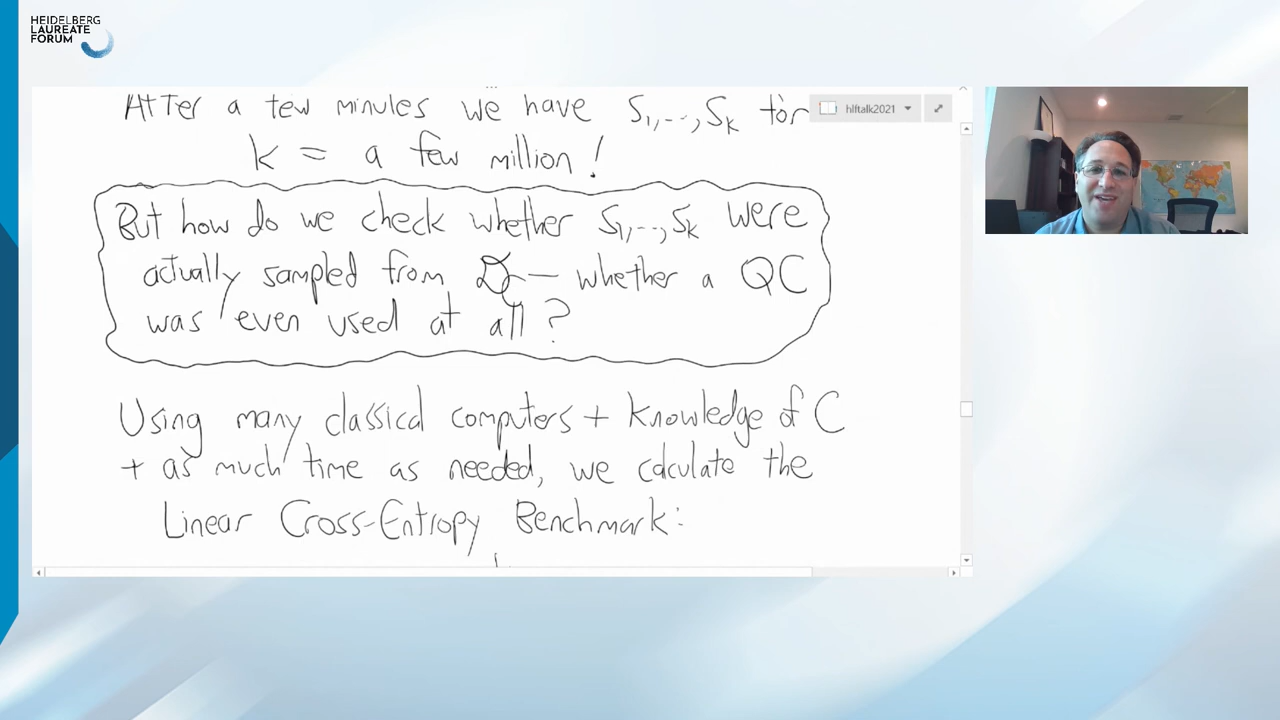 HEIDELBERG
LAUREATE
FORUM
After a few minutes we have S1,..,Sk for
hlftalk2021
k = a few million!
But how do we check whether S1,..,Sk were
actually sampled from D — whether a QC
was even used at all?
Using many classical computers + knowledge of C
+ as much time as needed, we calculate the
Linear Cross-Entropy Benchmark: